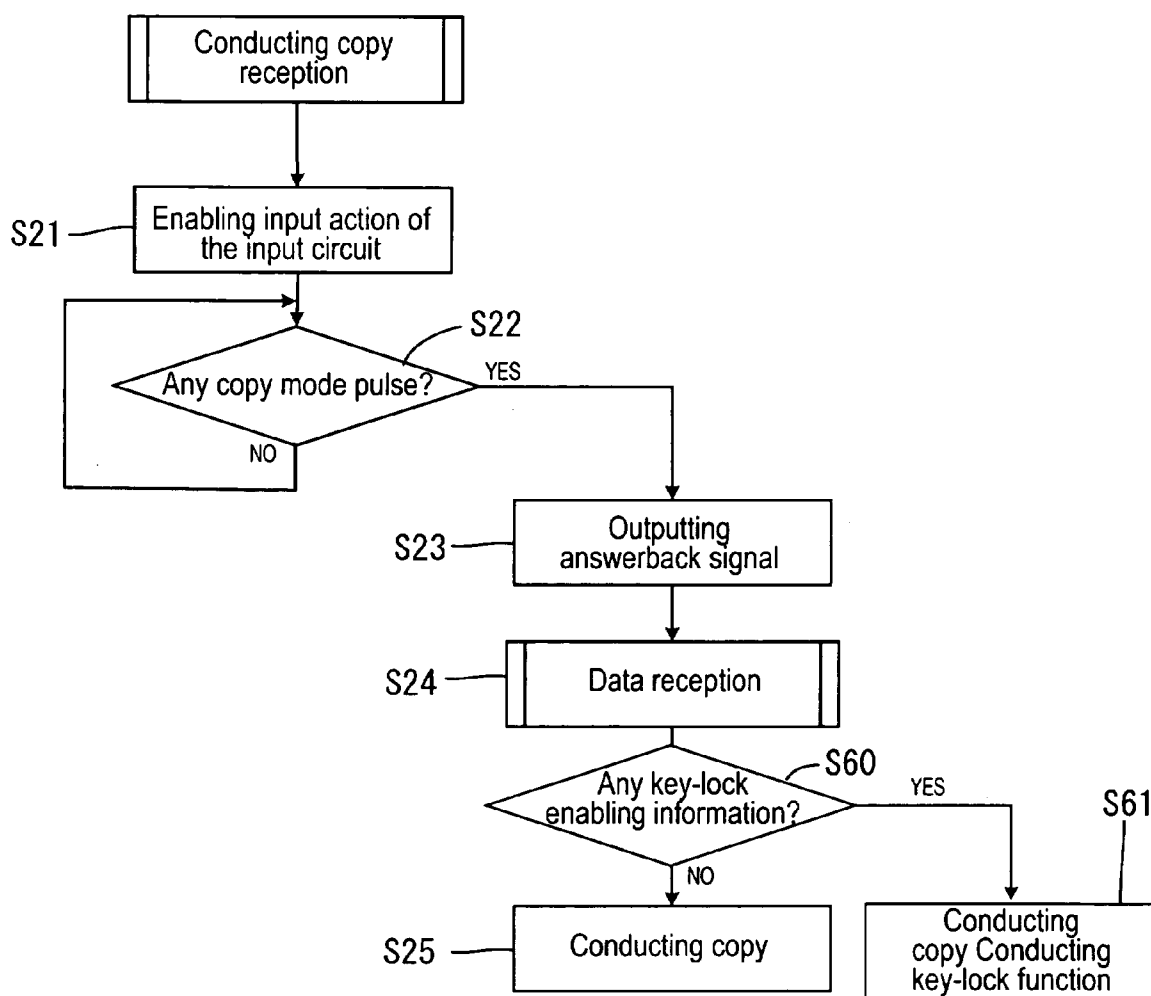 Conducting copy
reception
S21
Enabling input action of
the input circuit
S22
Any copy mode pulse?
YES
NO
S23
Outputting
answerback signal
S24
Data reception
S60
Any key-lock
enabling information?
YES
S61
NO
S25
Conducting copy
Conducting
copy Conducting
key-lock function